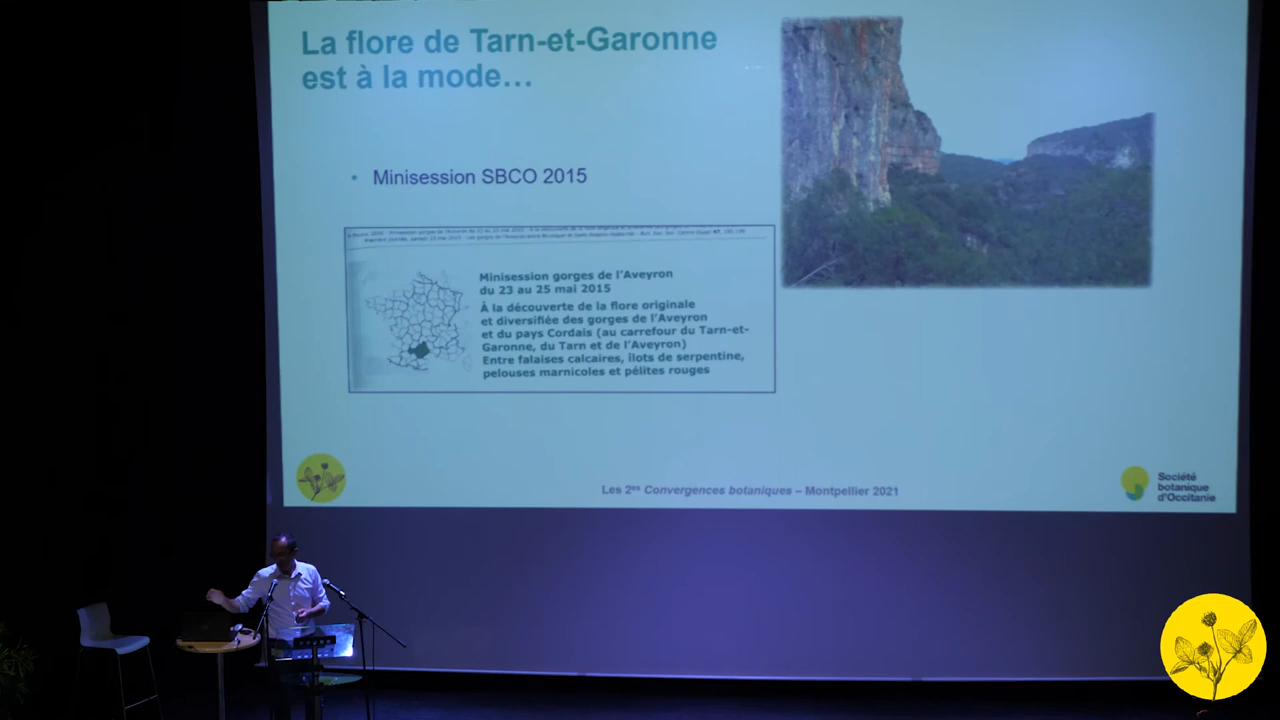 La flore de Tarn-et-Garonne
est à la mode…
• Minisession SBCO 2015
Minisession gorges de l'Aveyron
du 23 au 25 mai 2015
À la découverte de la flore originale
et diversifiée des gorges de l'Aveyron
et du pays Cordais (au carrefour du Tarn-et-
Garonne, du Tarn et de l'Aveyron)
Entre falaises calcaires, îlots de serpentine,
pelouses marnicoles et pélites rouges
Les 2es Convergences botaniques – Montpellier 2021
Société
botanique
d'Occitanie